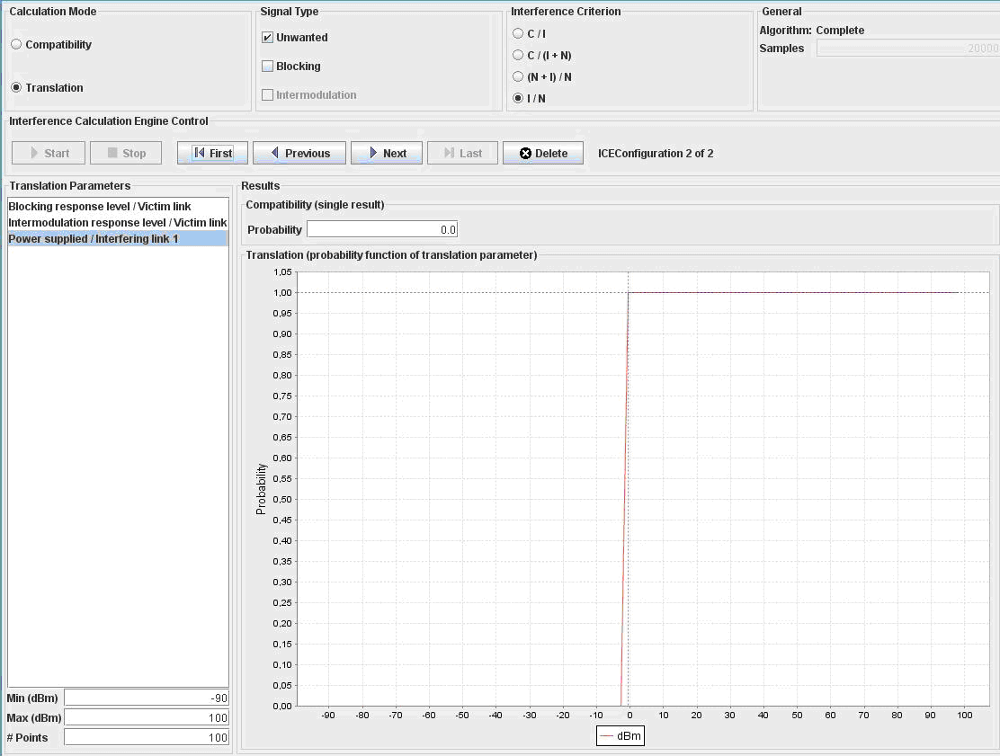 Calculation Mode
Compatibility
Translation
Signal Type
Unwanted
Blocking
Intermodulation
Interference Criterion
C / I
C / (I + N)
(N + I) / N
I / N
General
Algorithm: Complete
Samples 20000
Interference Calculation Engine Control
Start Stop First Previous Next Last Delete ICEConfiguration 2 of 2
Translation Parameters
Blocking response level / Victim link
Intermodulation response level / Victim link
Power supplied / Interfering link 1
Min (dBm) -90
Max (dBm) 100
# Points 100
Results
Compatibility (single result)
Probability 0.0
Translation (probability function of translation parameter)
Probability
1,05
1,00
0,95
0,90
0,85
0,80
0,75
0,70
0,65
0,60
0,55
0,50
0,45
0,40
0,35
0,30
0,25
0,20
0,15
0,10
0,05
0,00
-90 -80 -70 -60 -50 -40 -30 -20 -10 0 10 20 30 40 50 60 70 80 90 100
dBm